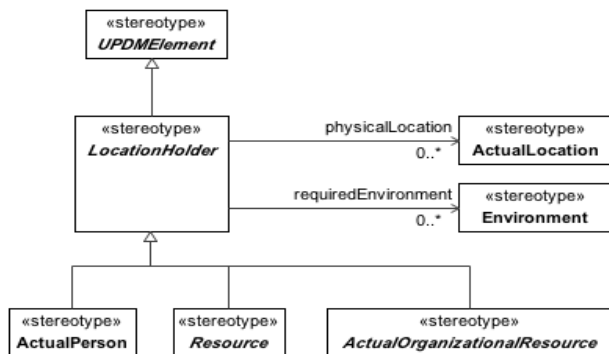 «stereotype»
UPDMElement
«stereotype»
LocationHolder
physicalLocation
0..*
«stereotype»
ActualLocation
requiredEnvironment
0..*
«stereotype»
Environment
«stereotype»
ActualPerson
«stereotype»
Resource
«stereotype»
ActualOrganizationalResource